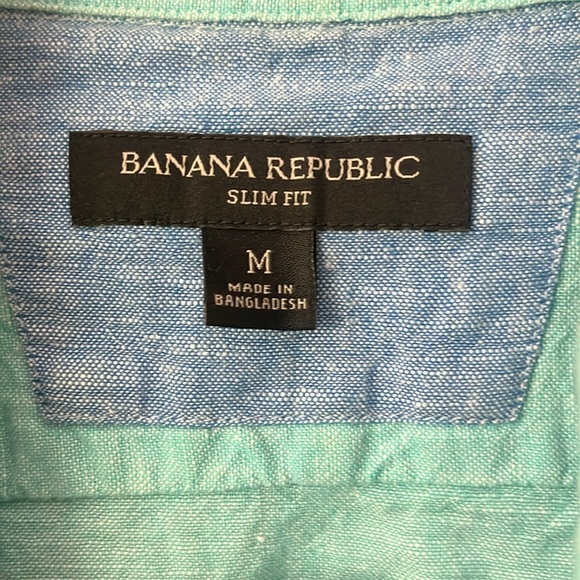 BANANA REPUBLIC
SLIM FIT
M
MADE IN
BANGLADESH